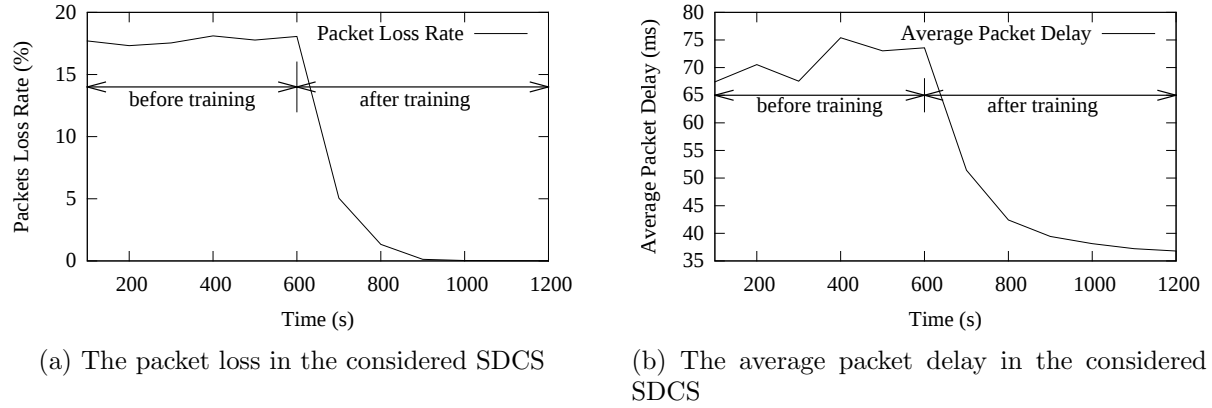 20
15
10
5
0
200 400 600 800 1000 1200
Packets Loss Rate (%)
Time (s)
Packet Loss Rate
before training after training
(a) The packet loss in the considered SDCS
80
75
70
65
60
55
50
45
40
35
200 400 600 800 1000 1200
Average Packet Delay (ms)
Time (s)
Average Packet Delay
before training after training
(b) The average packet delay in the considered
SDCS